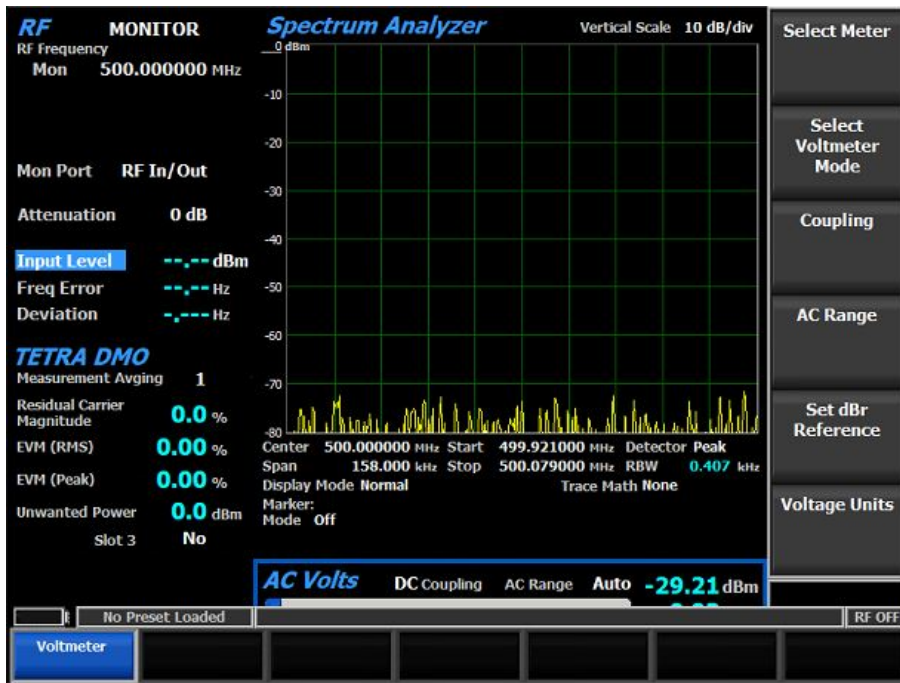 RF MONITOR
RF Frequency
Mon 500.000000 MHz
Mon Port RF In/Out
Attenuation 0 dB
Input Level --.-- dBm
Freq Error --.-- Hz
Deviation -.--- Hz
TETRA DMO
Measurement Avging 1
Residual Carrier
Magnitude 0.0 %
EVM (RMS) 0.00 %
EVM (Peak) 0.00 %
Unwanted Power 0.0 dBm
Slot 3 No
Spectrum Analyzer Vertical Scale 10 dB/div
0 dBm
-10
-20
-30
-40
-50
-60
-70
-80
Center 500.000000 MHz Start 499.921000 MHz Detector Peak
Span 158.000 kHz Stop 500.079000 MHz RBW 0.407 kHz
Display Mode Normal Trace Math None
Marker:
Mode Off
AC Volts DC Coupling AC Range Auto -29.21 dBm
Select Meter
Select
Voltmeter
Mode
Coupling
AC Range
Set dBr
Reference
Voltage Units
No Preset Loaded
RF OFF
Voltmeter